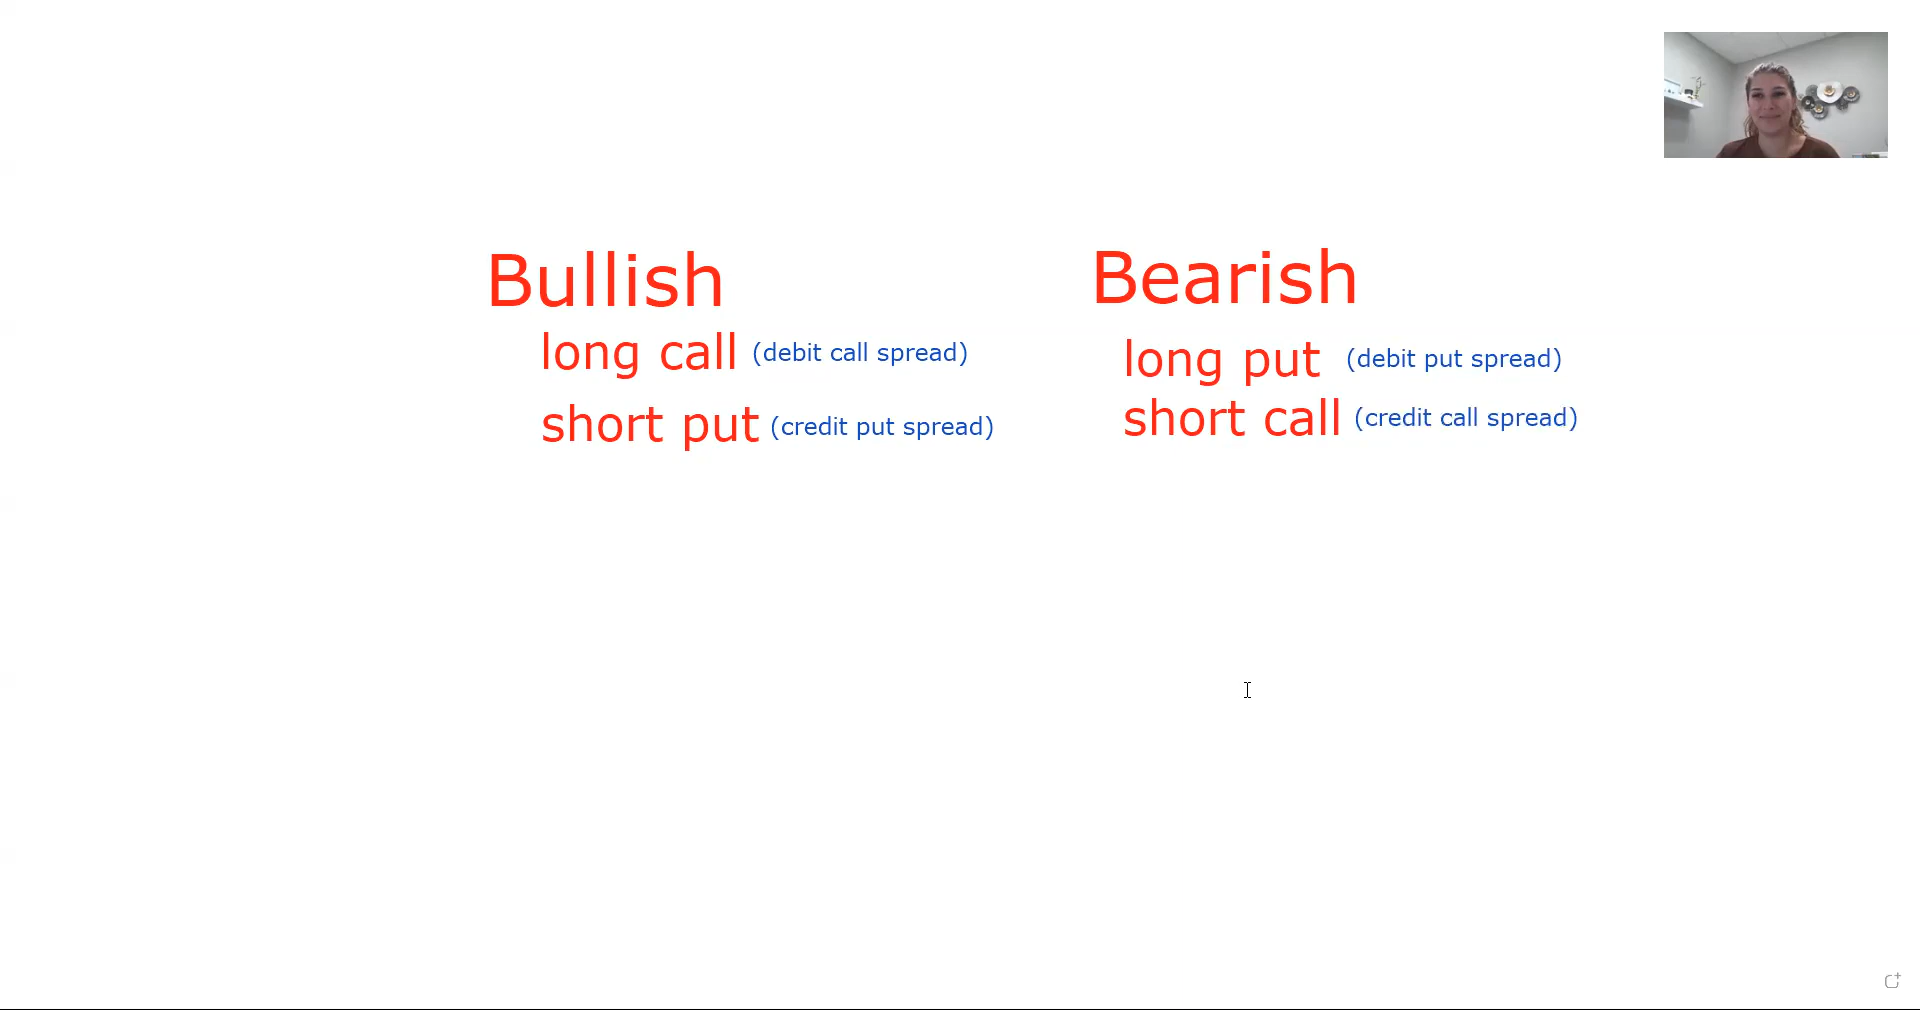 Bullish
long call (debit call spread)
short put (credit put spread)
Bearish
long put (debit put spread)
short call (credit call spread)